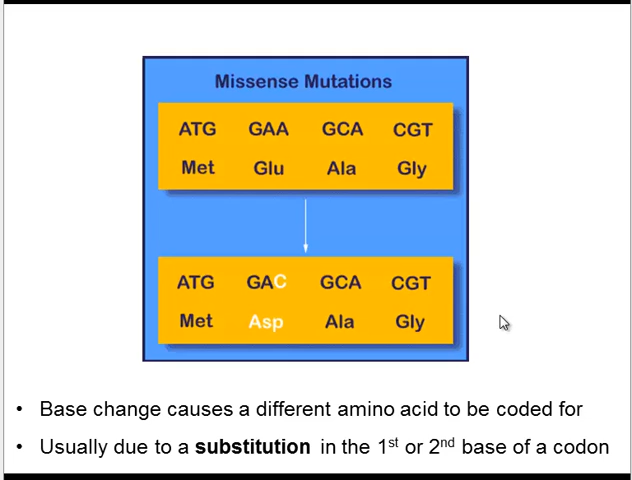 Missense Mutations
ATG GAA GCA CGT
Met Glu Ala Gly
ATG GAC GCA CGT
Met Asp Ala Gly
• Base change causes a different amino acid to be coded for
• Usually due to a substitution in the 1st or 2nd base of a codon